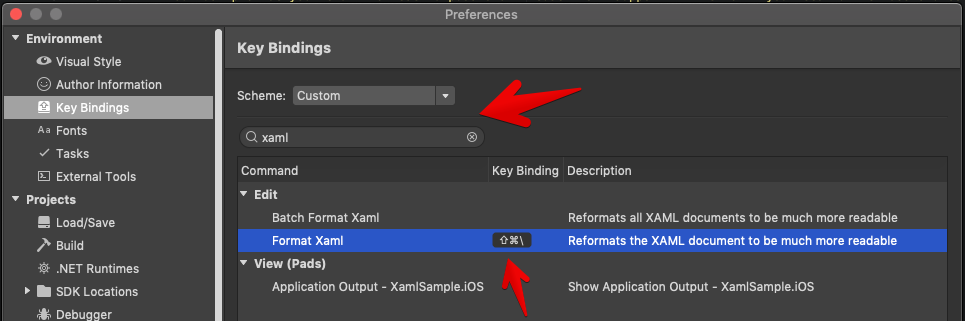 Preferences
Environment
Visual Style
Author Information
Key Bindings
Fonts
Tasks
External Tools
Projects
Load/Save
Build
.NET Runtimes
SDK Locations
Debugger
Key Bindings
Scheme: Custom
xaml
Command Key Binding Description
Edit
Batch Format Xaml Reformats all XAML documents to be much more readable
Format Xaml ⇧⌘\ Reformats the XAML document to be much more readable
View (Pads)
Application Output - XamlSample.iOS Show Application Output - XamlSample.iOS